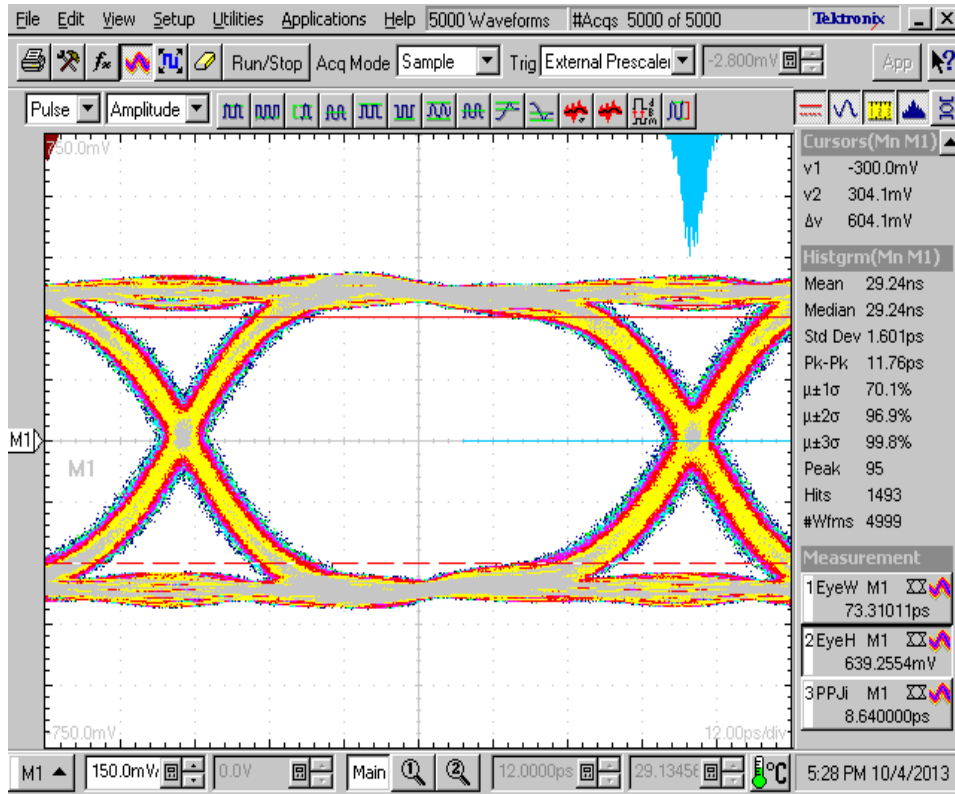 File Edit View Setup Utilities Applications Help 5000 Waveforms #Acqs 5000 of 5000 Tektronix
Run/Stop Acq Mode Sample Trig External Prescaler -2.800mV App
Pulse Amplitude
750.0mV
Cursors(Mn M1)
v1 -300.0mV
v2 304.1mV
Δv 604.1mV
Histgrm(Mn M1)
Mean 29.24ns
Median 29.24ns
Std Dev 1.601ps
Pk-Pk 11.76ps
μ±1σ 70.1%
μ±2σ 96.9%
μ±3σ 99.8%
Peak 95
Hits 1493
#Wfms 4999
M1
M1
Measurement
1 EyeW M1
73.31011ps
2 EyeH M1
639.2554mV
3 PPJi M1
8.640000ps
-750.0mV 12.00ps/div
M1 150.0mV/ 0.0V Main 1 2 12.0000ps 29.13456 °C 5:28 PM 10/4/2013